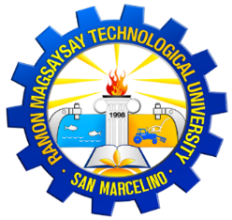 RAMON MAGSAYSAY TECHNOLOGICAL UNIVERSITY
1998
· SAN MARCELINO ·